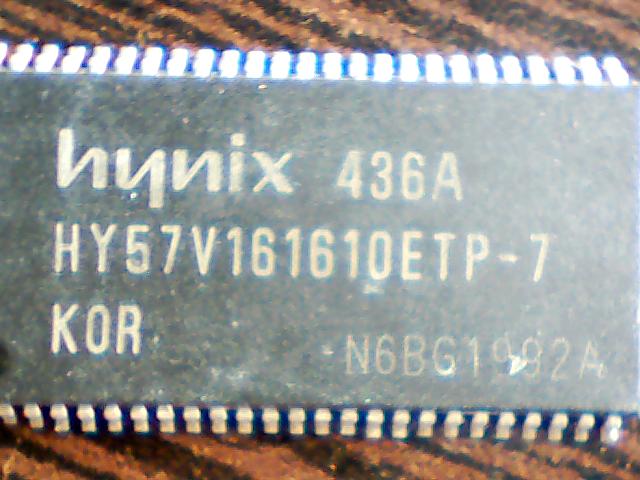 hynix 436A
HY57V161610ETP-7
KOR N6BG1992A